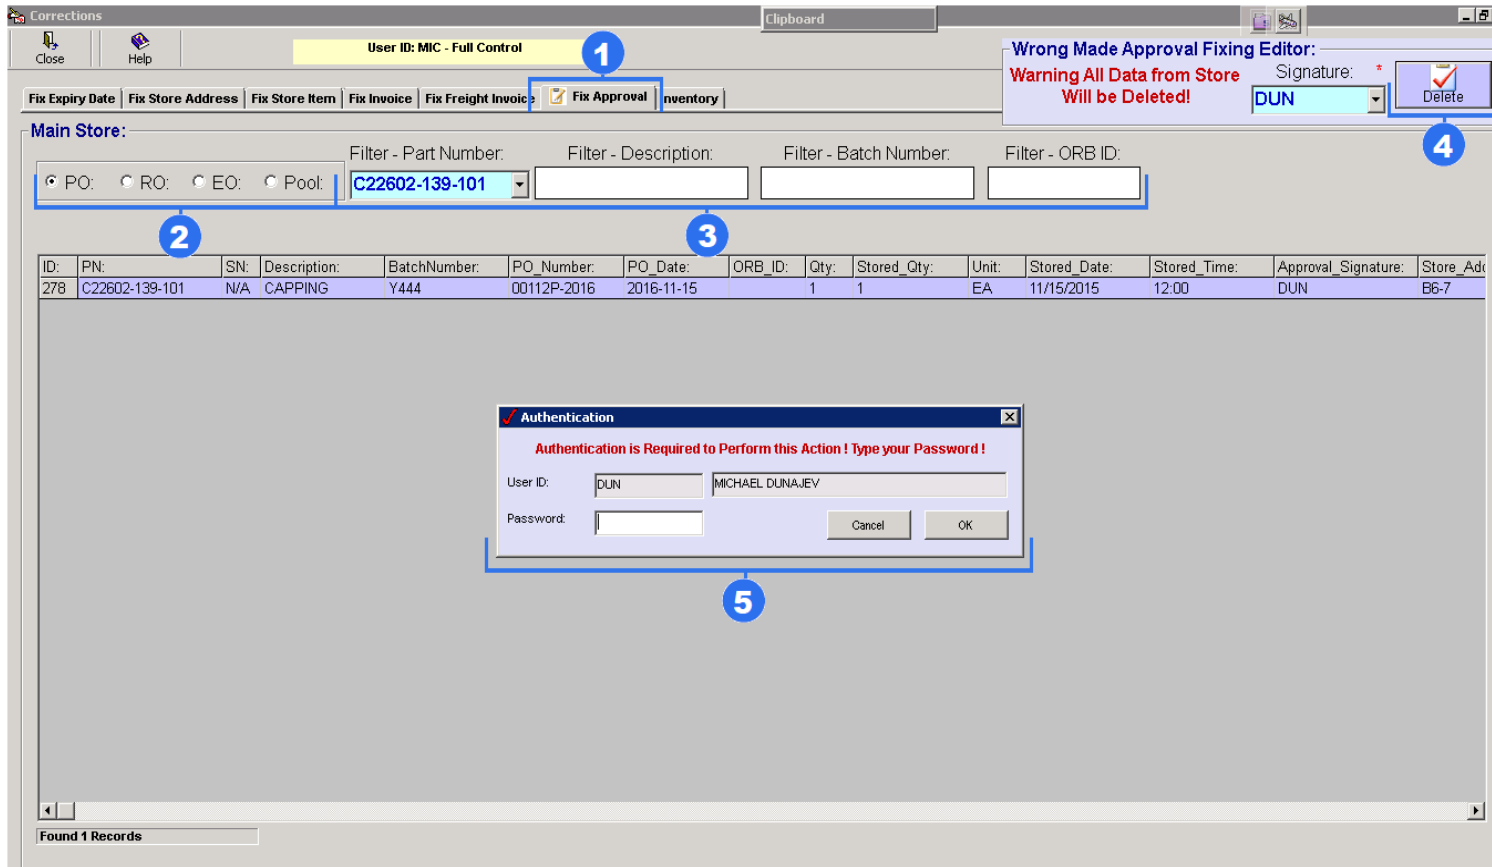 Corrections
Clipboard
Close
Help
User ID: MIC - Full Control
1
Wrong Made Approval Fixing Editor:
Warning All Data from Store
Will be Deleted!
Signature: *
DUN
Delete
4
Fix Expiry Date Fix Store Address Fix Store Item Fix Invoice Fix Freight Invoice Fix Approval nventory
Main Store:
Filter - Part Number: Filter - Description: Filter - Batch Number: Filter - ORB ID:
PO: RO: EO: Pool: C22602-139-101
2 3
ID: PN: SN: Description: BatchNumber: PO_Number: PO_Date: ORB_ID: Qty: Stored_Qty: Unit: Stored_Date: Stored_Time: Approval_Signature: Store_Add
278 C22602-139-101 N/A CAPPING Y444 00112P-2016 2016-11-15 1 1 EA 11/15/2015 12:00 DUN B6-7
Authentication
Authentication is Required to Perform this Action ! Type your Password !
User ID: DUN MICHAEL DUNAJEV
Password: Cancel OK
5
Found 1 Records